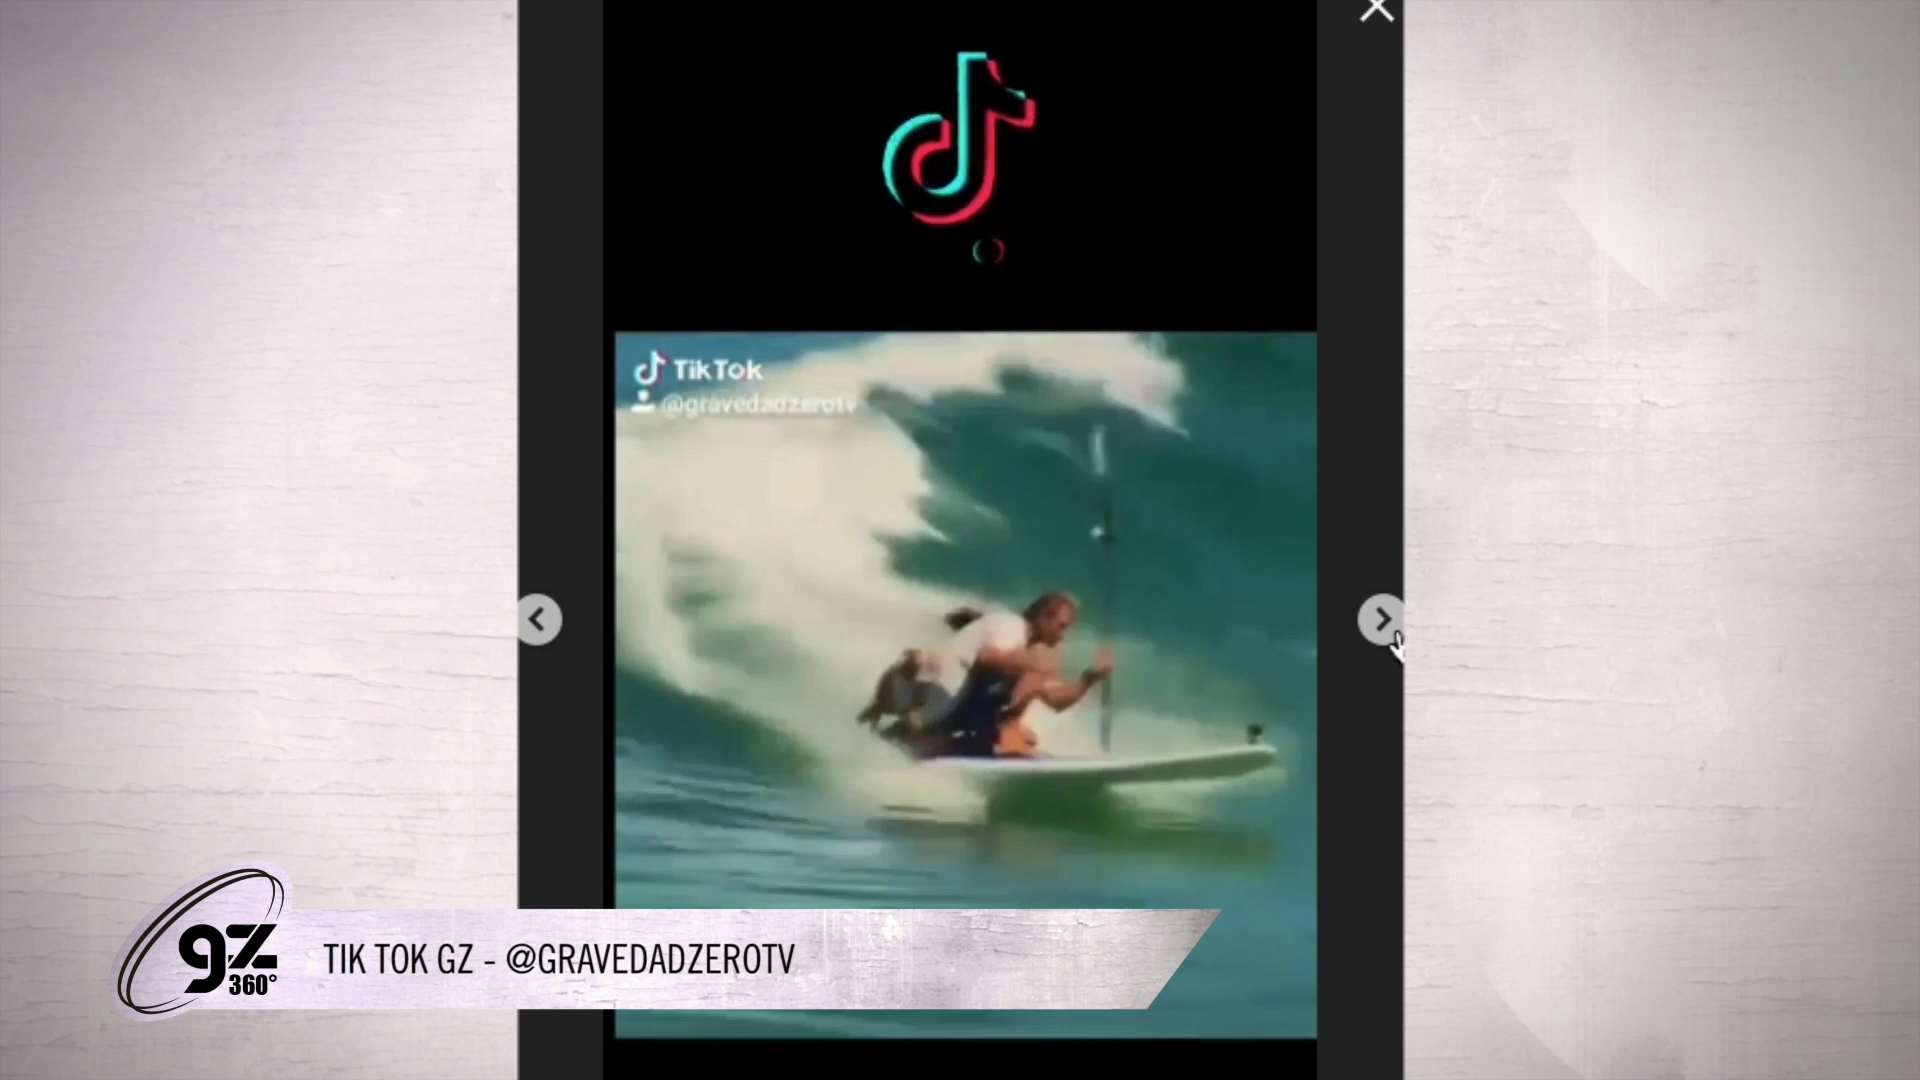 TikTok
@gravedadzerotv
gz
360°
TIK TOK GZ - @GRAVEDADZEROTV